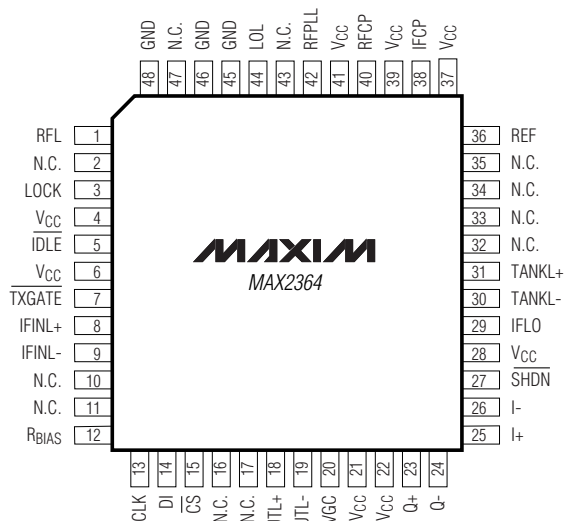 GND
N.C.
GND
GND
LOL
N.C.
RFPLL
VCC
RFCP
VCC
IFCP
VCC
48
47
46
45
44
43
42
41
40
39
38
37
RFL 1
N.C. 2
LOCK 3
VCC 4
IDLE 5
VCC 6
TXGATE 7
IFINL+ 8
IFINL- 9
N.C. 10
N.C. 11
RBIAS 12
MAXIM
MAX2364
36 REF
35 N.C.
34 N.C.
33 N.C.
32 N.C.
31 TANKL+
30 TANKL-
29 IFLO
28 VCC
27 SHDN
26 I-
25 I+
13
14
15
16
17
18
19
20
21
22
23
24
CLK
DI
CS
N.C.
N.C.
VGC
VCC
VCC
Q+
Q-